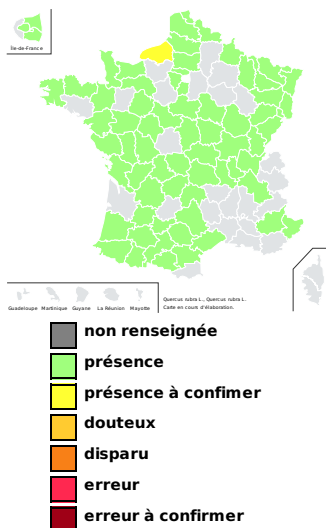 Île-de-France
Guadeloupe Martinique Guyane La Réunion Mayotte
Quercus rubra L., Quercus rubra L.
Carte en cours d'élaboration.
non renseignée
présence
présence à confimer
douteux
disparu
erreur
erreur à confirmer